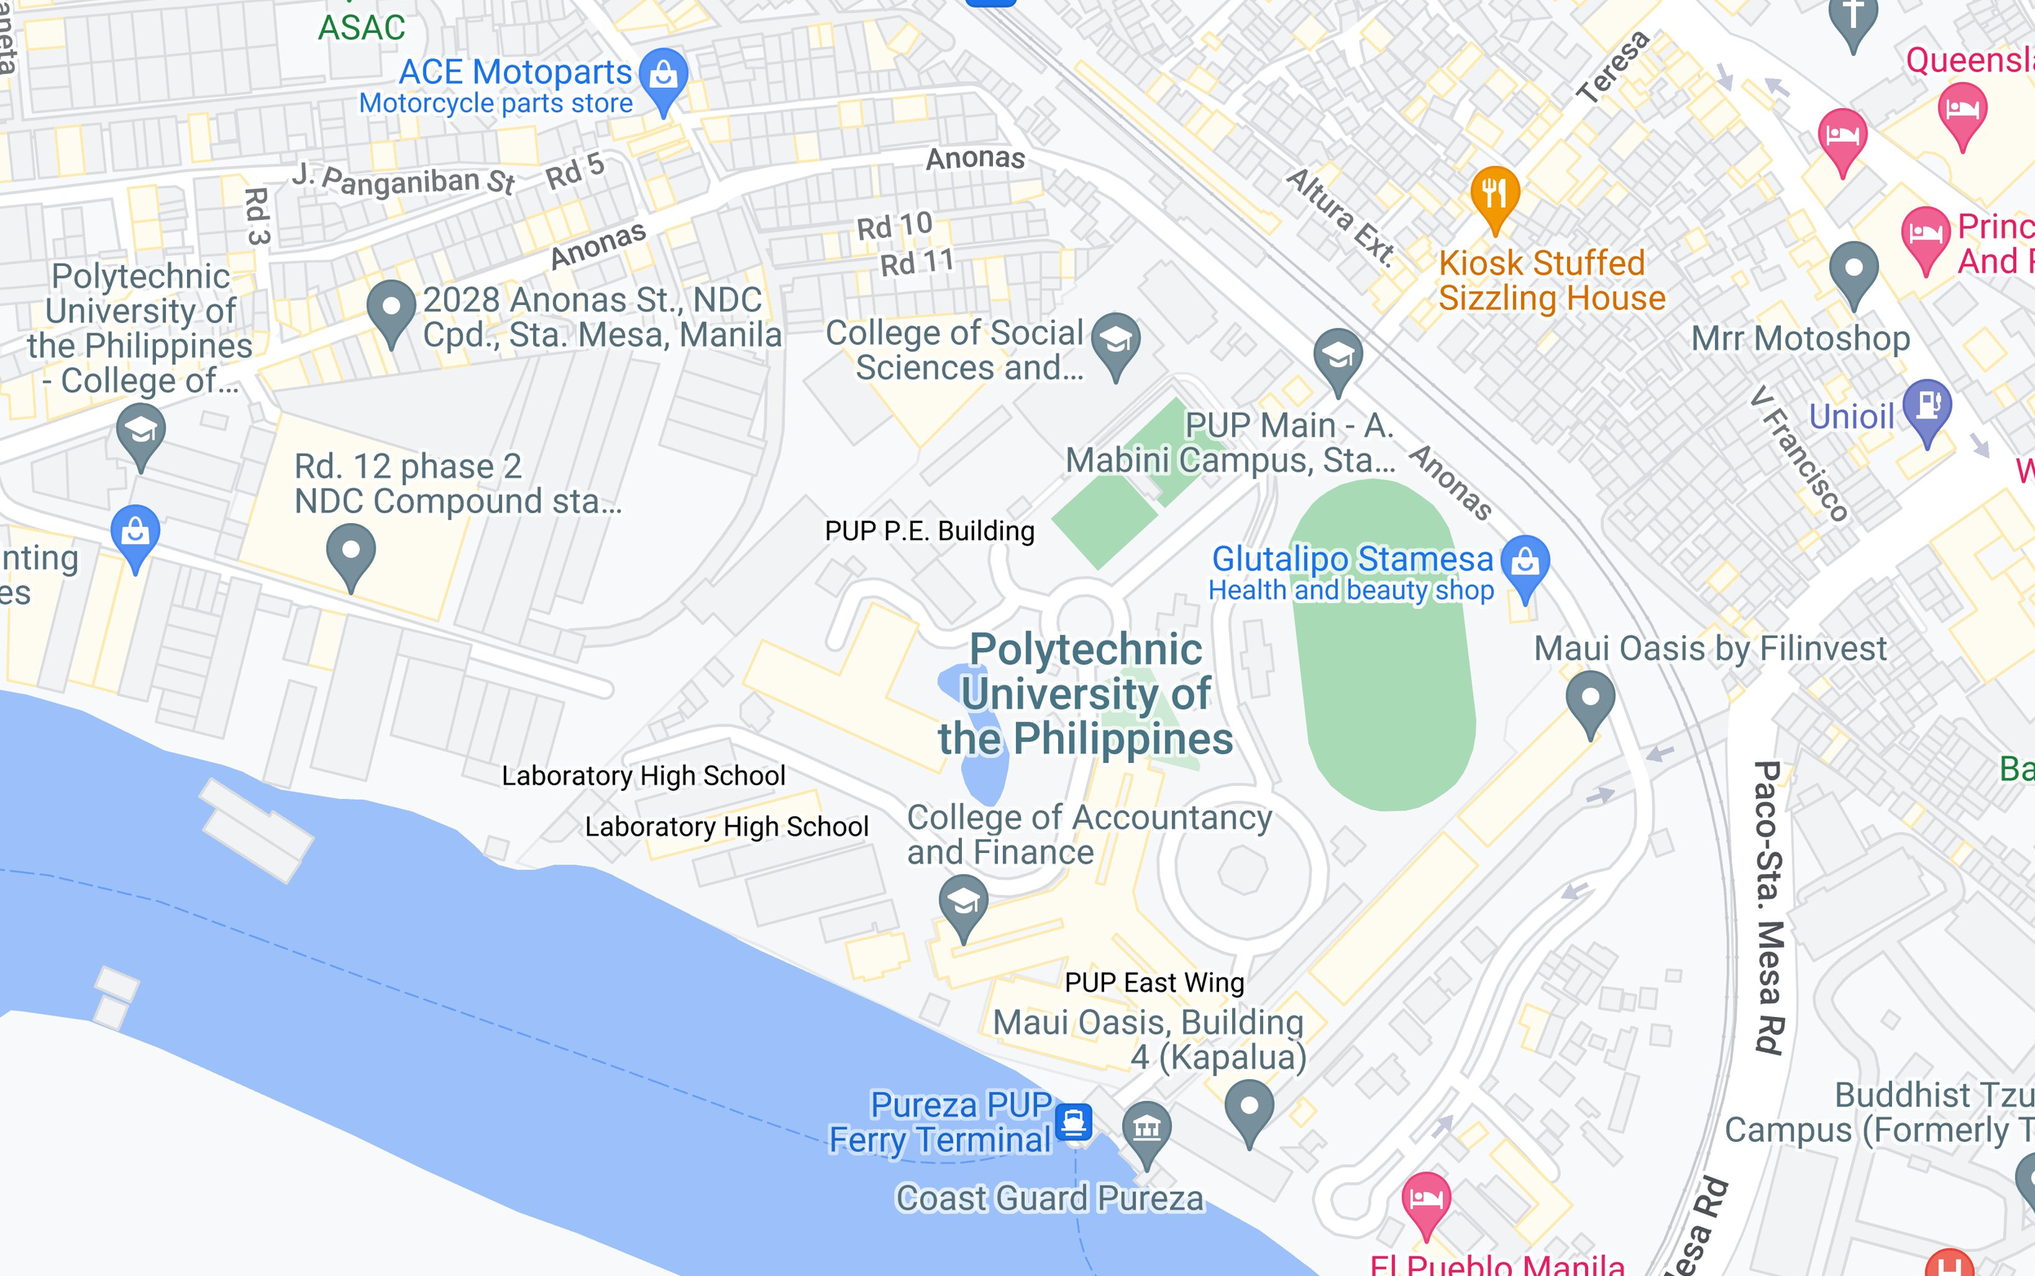 ASAC
ACE Motoparts
Motorcycle parts store
J. Panganiban St
Rd 5
Rd 3
Anonas
Anonas
Rd 10
Rd 11
Teresa
Altura Ext.
Queensla
Kiosk Stuffed
Sizzling House
Princ
And
Mrr Motoshop
Unioil
V Francisco
Polytechnic
University of
the Philippines
- College of...
2028 Anonas St., NDC
Cpd., Sta. Mesa, Manila
College of Social
Sciences and...
PUP Main - A.
Mabini Campus, Sta...
Anonas
Rd. 12 phase 2
NDC Compound sta...
nting
es
PUP P.E. Building
Glutalipo Stamesa
Health and beauty shop
Maui Oasis by Filinvest
Polytechnic
University of
the Philippines
Laboratory High School
Laboratory High School
College of Accountancy
and Finance
Ba
Paco-Sta. Mesa Rd
PUP East Wing
Maui Oasis, Building
4 (Kapalua)
Pureza PUP
Ferry Terminal
Coast Guard Pureza
Buddhist Tzu
Campus (Formerly T
esa Rd
El Pueblo Manila
H